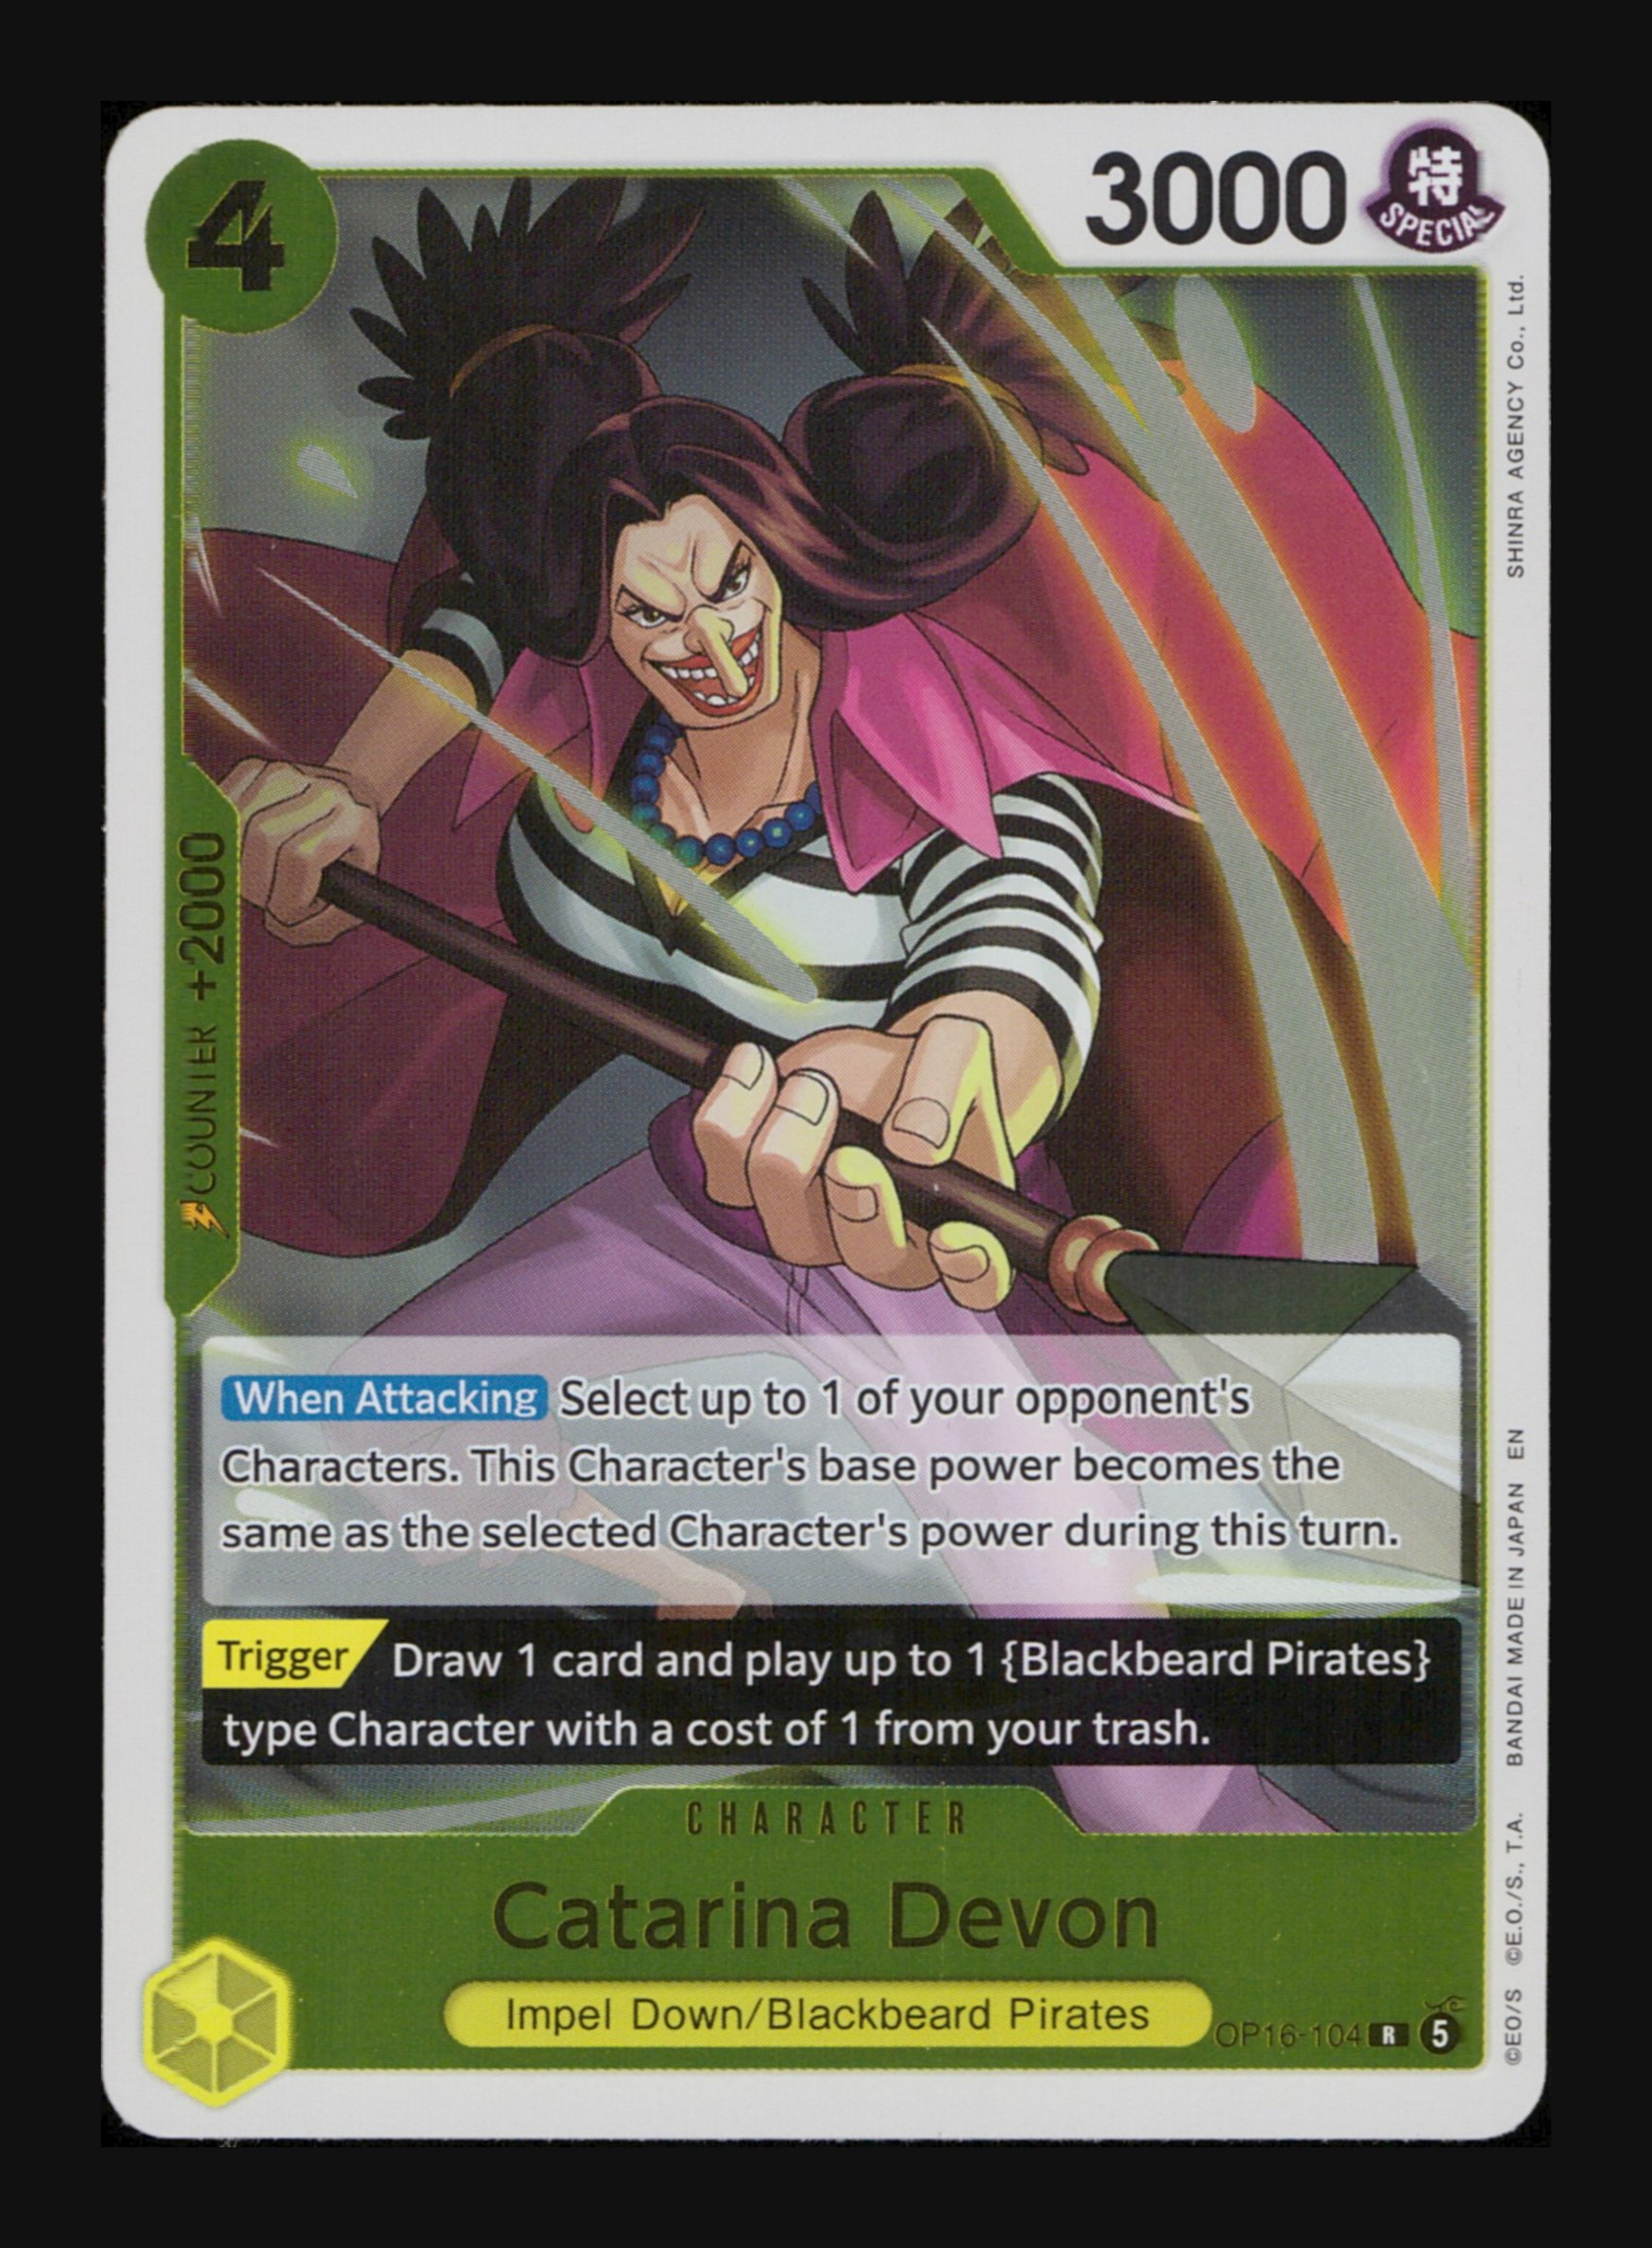 4
3000
特
SPECIAL
SHINRA AGENCY Co., Ltd.
COUNTER +2000
When Attacking Select up to 1 of your opponent's
Characters. This Character's base power becomes the
same as the selected Character's power during this turn.
Trigger Draw 1 card and play up to 1 {Blackbeard Pirates}
type Character with a cost of 1 from your trash.
CHARACTER
Catarina Devon
Impel Down/Blackbeard Pirates
OP16-104 R 5
©EO/S ©E.O./S., T.A. BANDAI MADE IN JAPAN EN